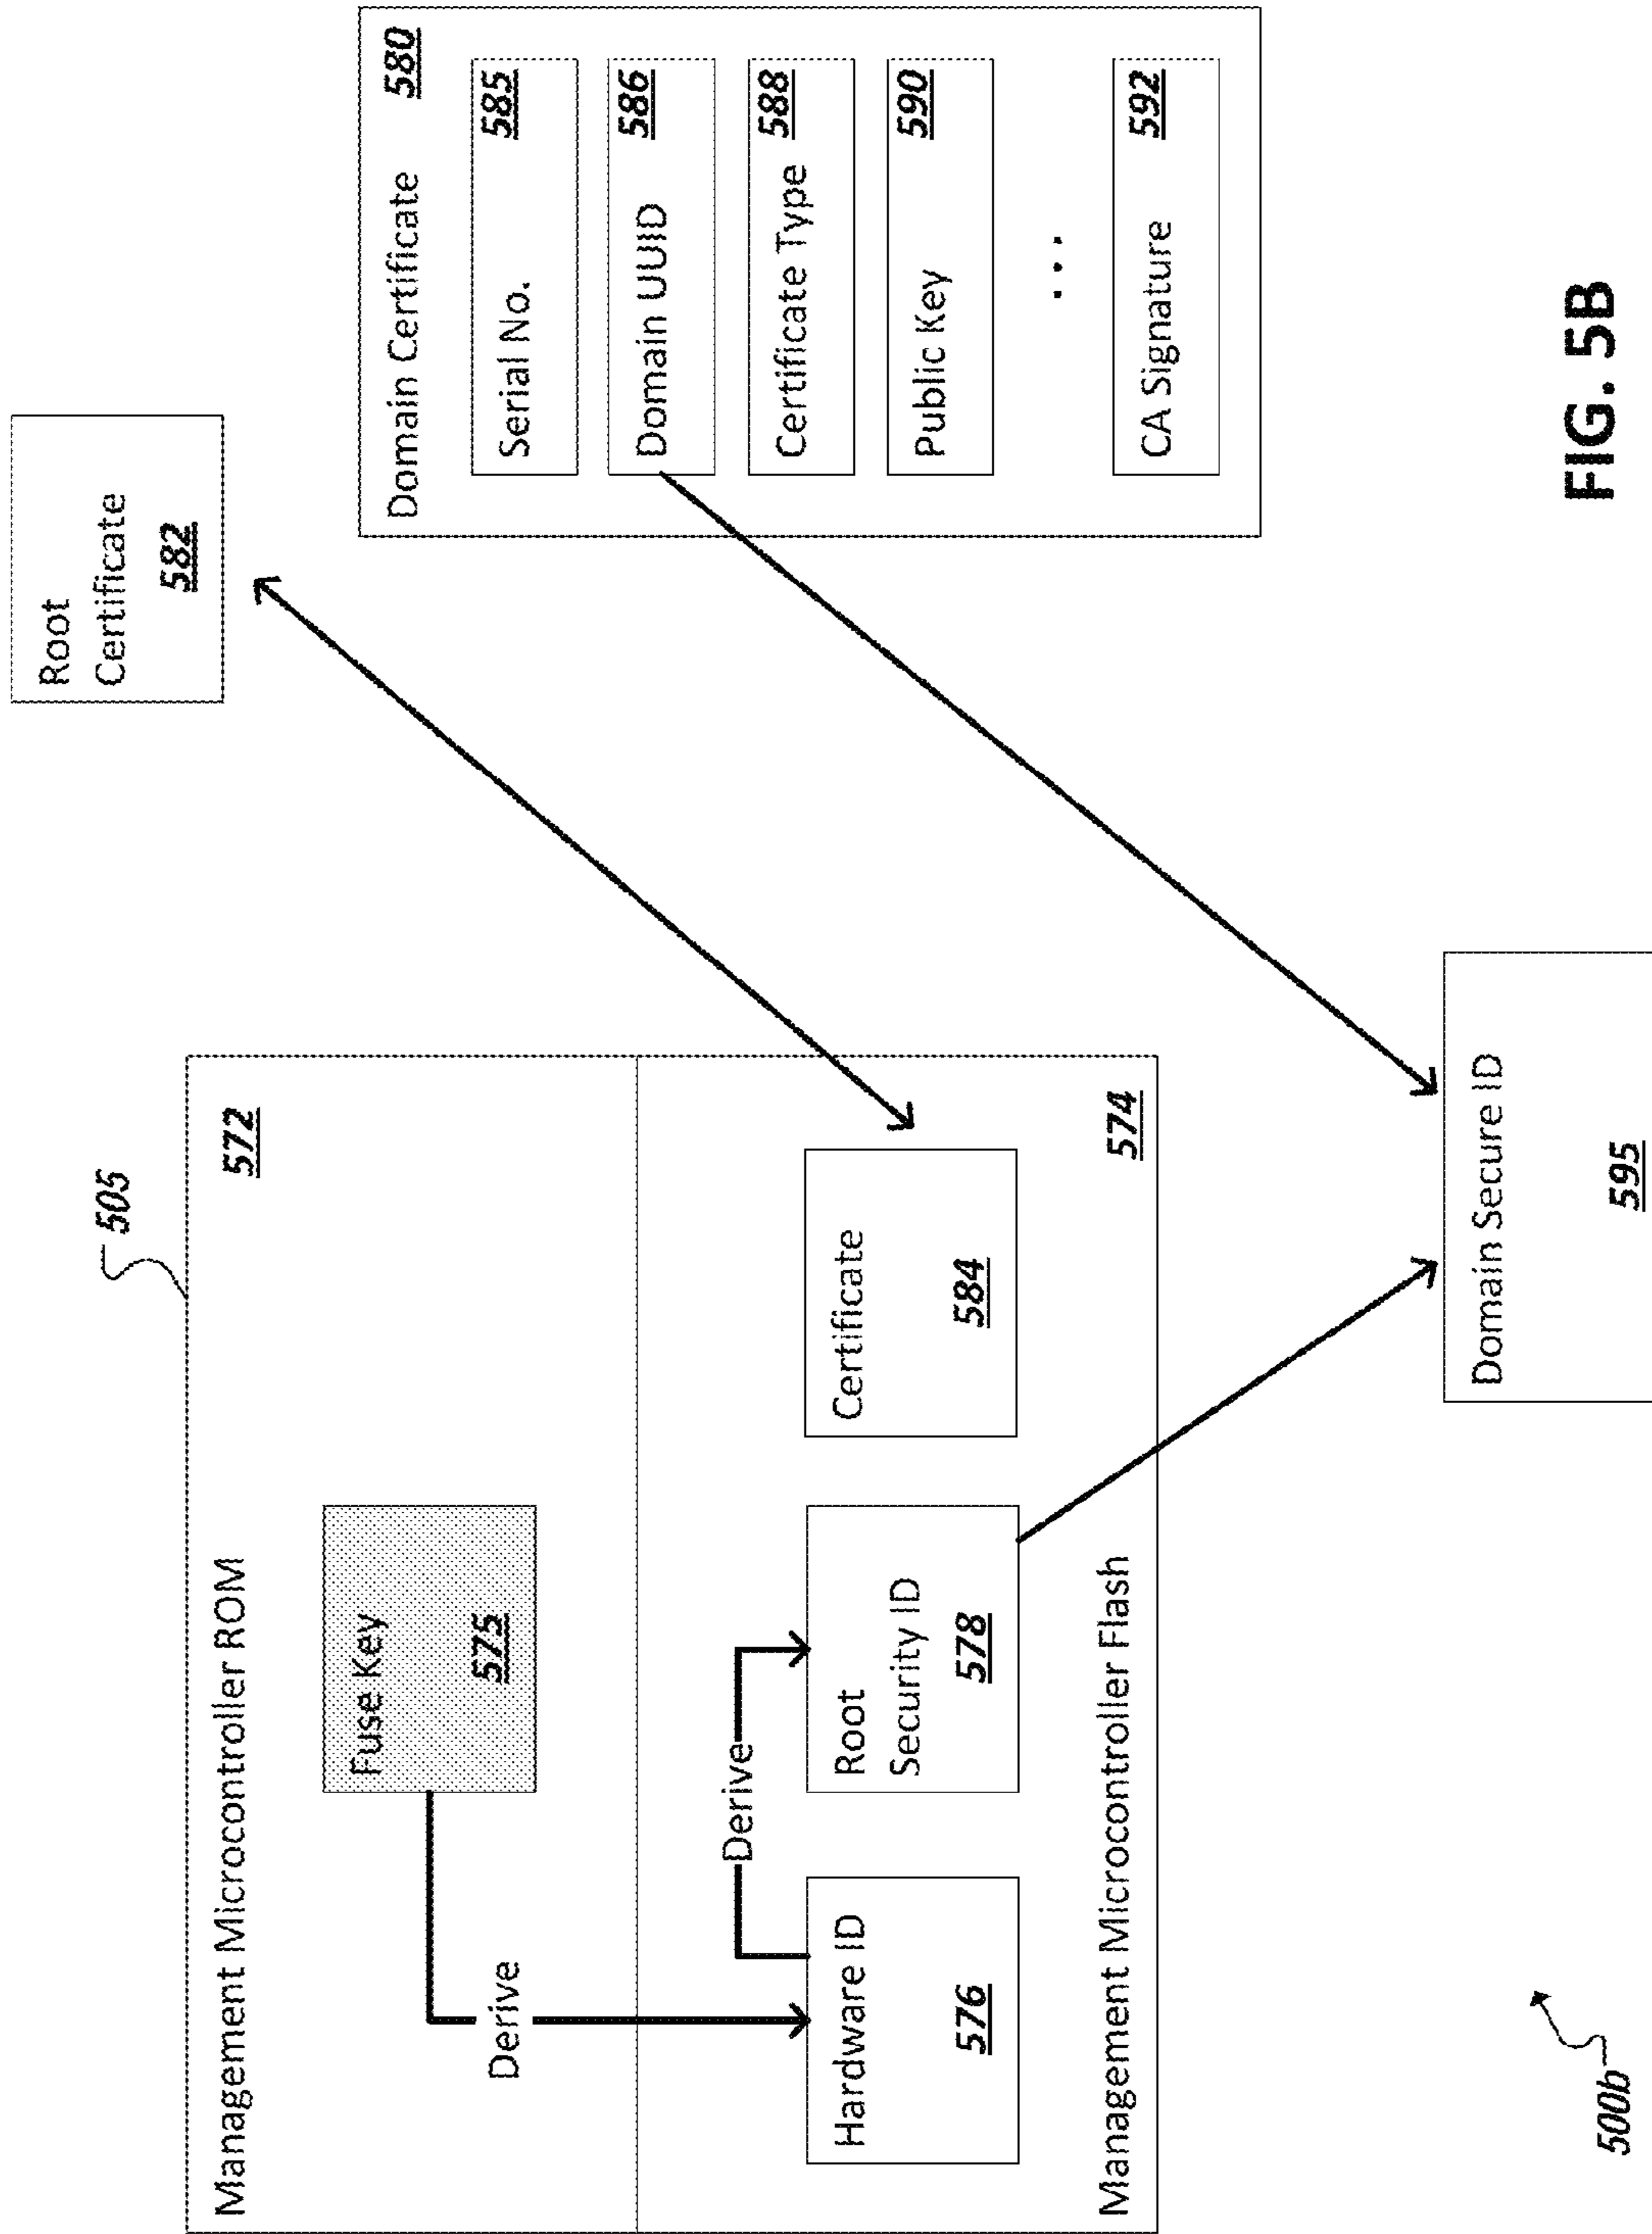 505
Management Microcontroller ROM
572
Fuse Key
575
Derive
Derive
Hardware ID
576
Root
Security ID
578
Certificate
584
Management Microcontroller Flash
574
Root
Certificate
582
Domain Certificate
580
Serial No.
585
Domain UUID
586
Certificate Type
588
Public Key
590
...
CA Signature
592
Domain Secure ID
595
500b
FIG. 5B